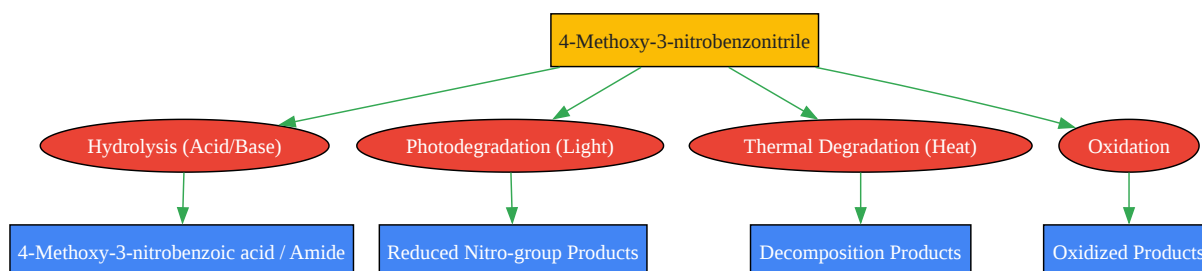 4-Methoxy-3-nitrobenzonitrile
Hydrolysis (Acid/Base)
Photodegradation (Light)
Thermal Degradation (Heat)
Oxidation
4-Methoxy-3-nitrobenzoic acid / Amide
Reduced Nitro-group Products
Decomposition Products
Oxidized Products